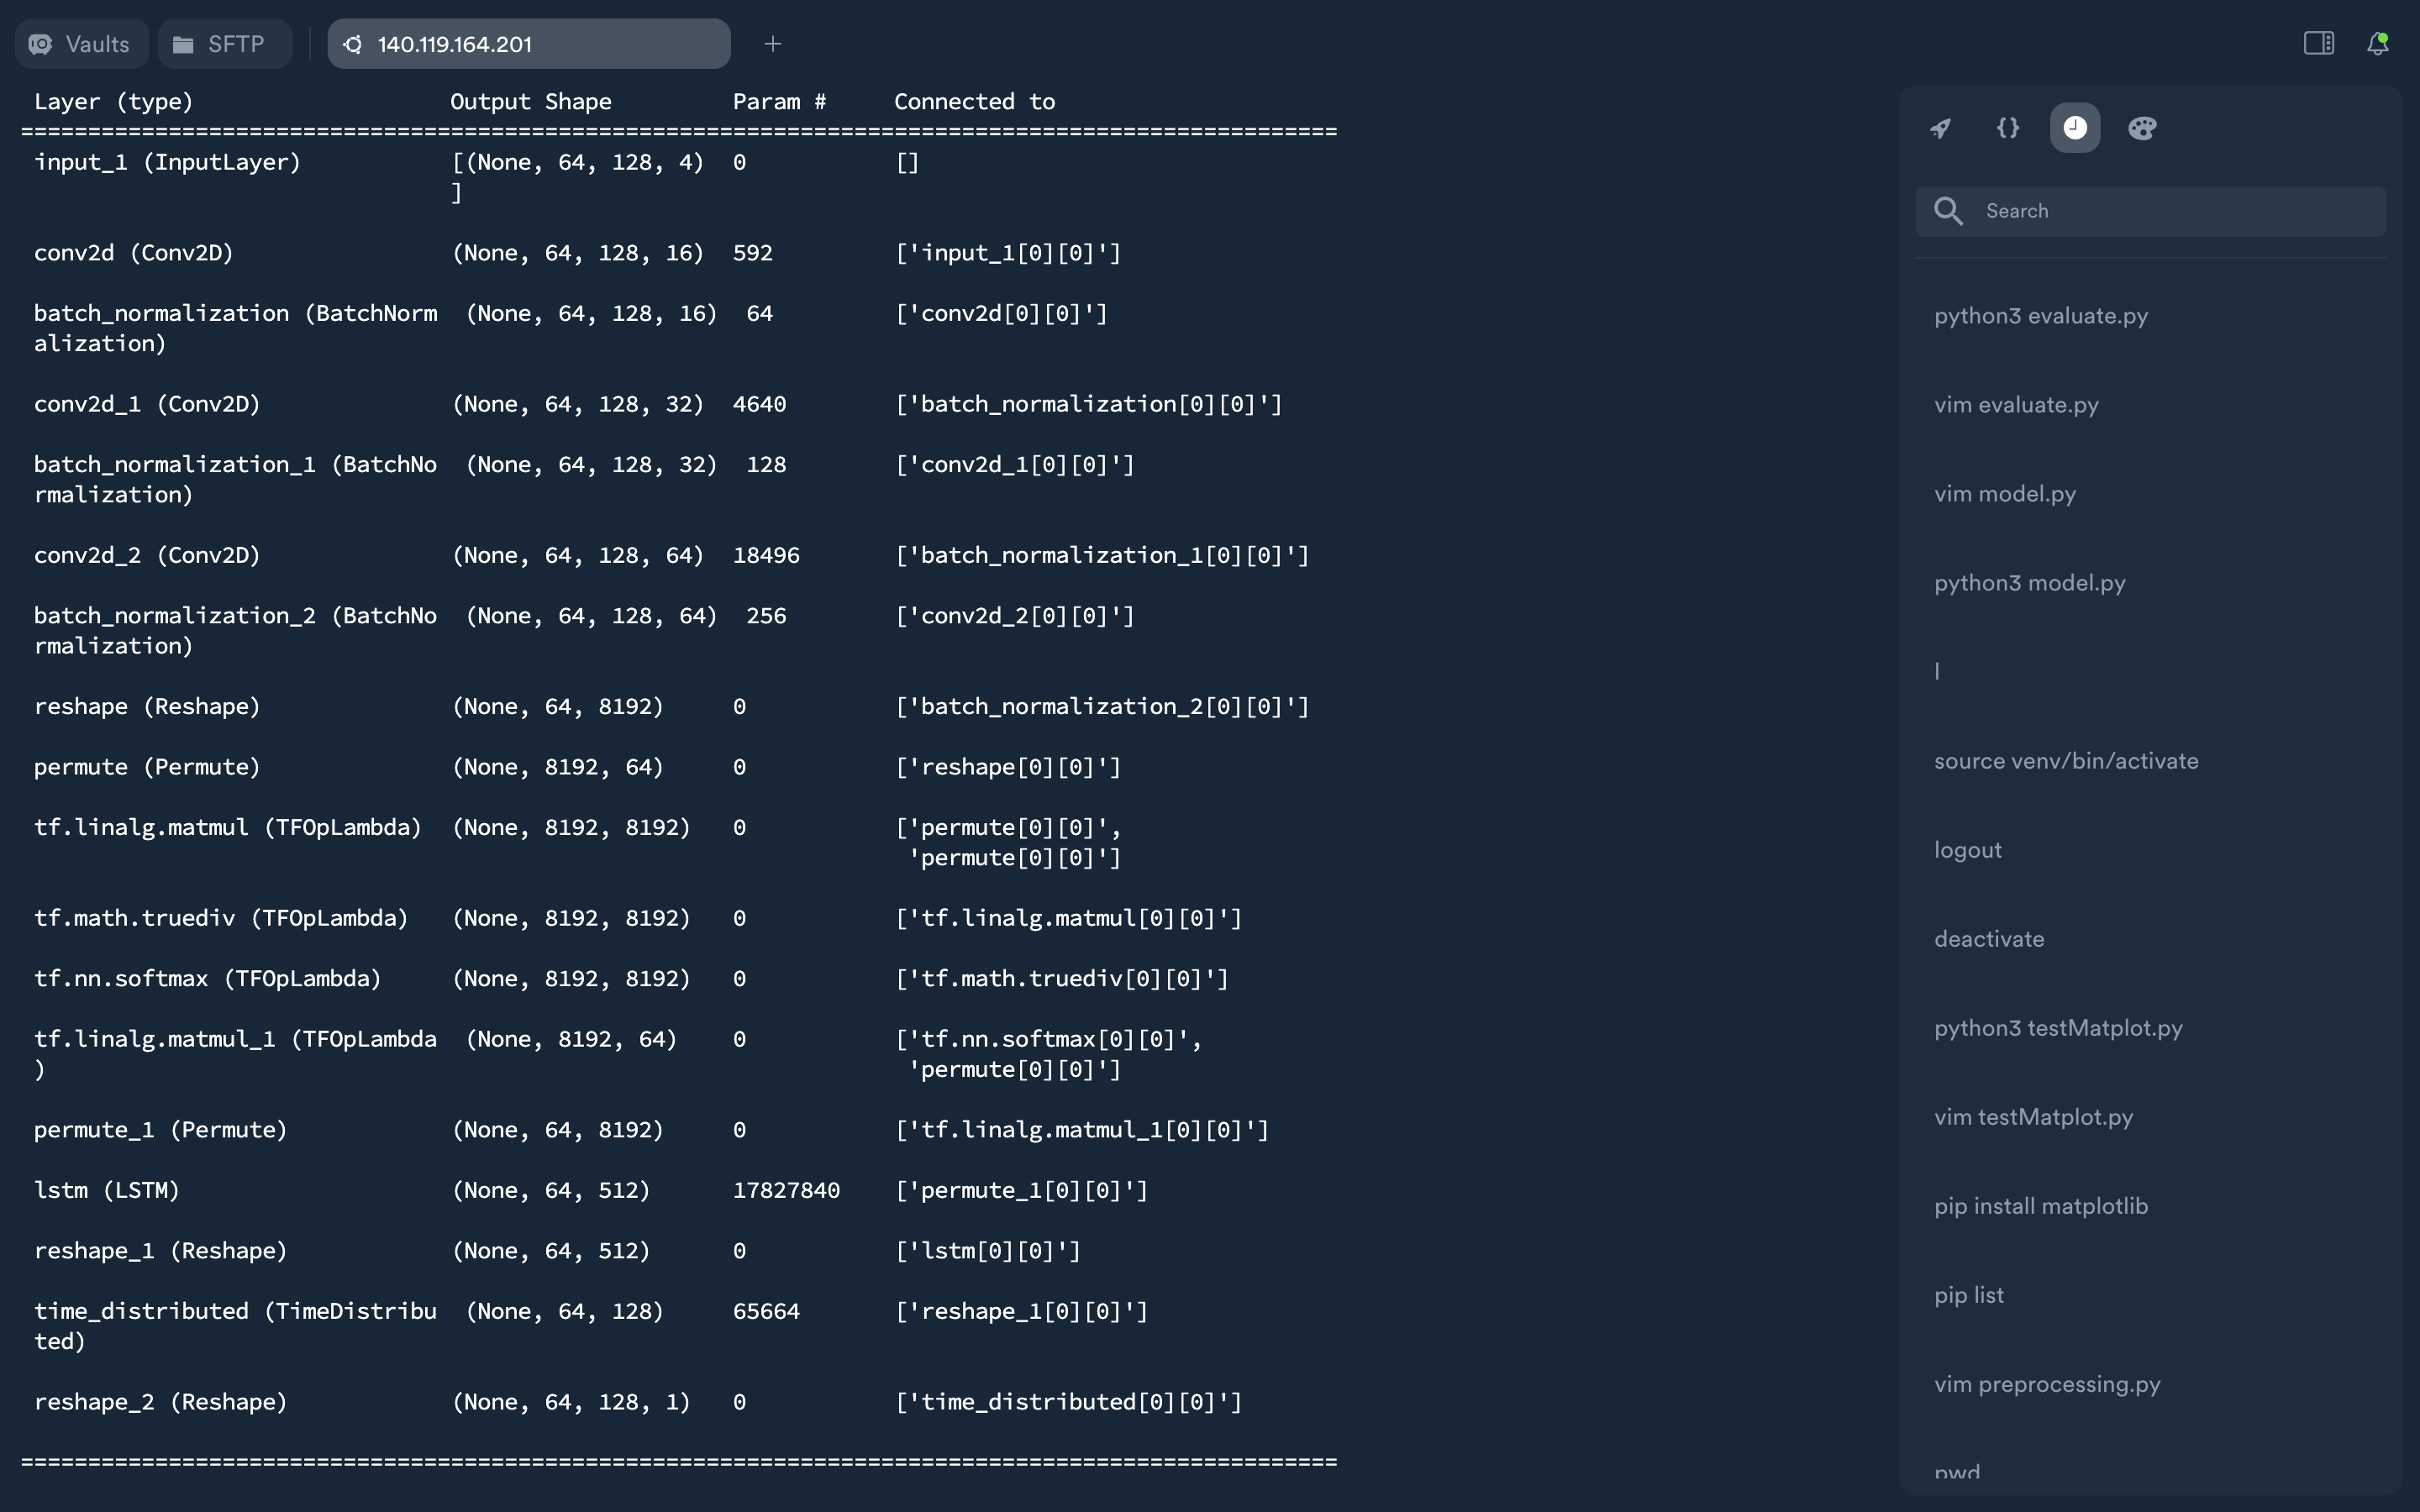 Vaults
SFTP
140.119.164.201
Layer (type) Output Shape Param # Connected to
==================================================================================================
input_1 (InputLayer) [(None, 64, 128, 4) 0 []
]
conv2d (Conv2D) (None, 64, 128, 16) 592 ['input_1[0][0]']
batch_normalization (BatchNorm (None, 64, 128, 16) 64 ['conv2d[0][0]']
alization)
conv2d_1 (Conv2D) (None, 64, 128, 32) 4640 ['batch_normalization[0][0]']
batch_normalization_1 (BatchNo (None, 64, 128, 32) 128 ['conv2d_1[0][0]']
rmalization)
conv2d_2 (Conv2D) (None, 64, 128, 64) 18496 ['batch_normalization_1[0][0]']
batch_normalization_2 (BatchNo (None, 64, 128, 64) 256 ['conv2d_2[0][0]']
rmalization)
reshape (Reshape) (None, 64, 8192) 0 ['batch_normalization_2[0][0]']
permute (Permute) (None, 8192, 64) 0 ['reshape[0][0]']
tf.linalg.matmul (TFOpLambda) (None, 8192, 8192) 0 ['permute[0][0]',
'permute[0][0]']
tf.math.truediv (TFOpLambda) (None, 8192, 8192) 0 ['tf.linalg.matmul[0][0]']
tf.nn.softmax (TFOpLambda) (None, 8192, 8192) 0 ['tf.math.truediv[0][0]']
tf.linalg.matmul_1 (TFOpLambda (None, 8192, 64) 0 ['tf.nn.softmax[0][0]',
) 'permute[0][0]']
permute_1 (Permute) (None, 64, 8192) 0 ['tf.linalg.matmul_1[0][0]']
lstm (LSTM) (None, 64, 512) 17827840 ['permute_1[0][0]']
reshape_1 (Reshape) (None, 64, 512) 0 ['lstm[0][0]']
time_distributed (TimeDistribu (None, 64, 128) 65664 ['reshape_1[0][0]']
ted)
reshape_2 (Reshape) (None, 64, 128, 1) 0 ['time_distributed[0][0]']
==================================================================================================
{}
Search
python3 evaluate.py
vim evaluate.py
vim model.py
python3 model.py
l
source venv/bin/activate
logout
deactivate
python3 testMatplot.py
vim testMatplot.py
pip install matplotlib
pip list
vim preprocessing.py
pwd